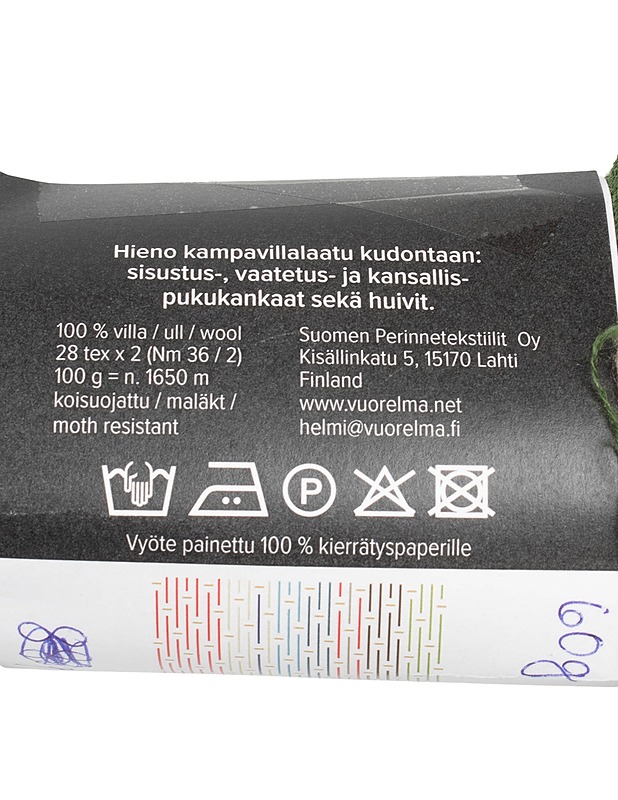 Hieno kampavillalaatu kudontaan:
sisustus-, vaatetus- ja kansallis-
pukukankaat sekä huivit.
100 % villa / ull / wool
28 tex x 2 (Nm 36 / 2)
100 g = n. 1650 m
koisuojattu / maläkt /
moth resistant
Suomen Perinnetekstiilit Oy
Kisällinkatu 5, 15170 Lahti
Finland
www.vuorelma.net
helmi@vuorelma.fi
P
Vyöte painettu 100 % kierrätyspaperille
60g